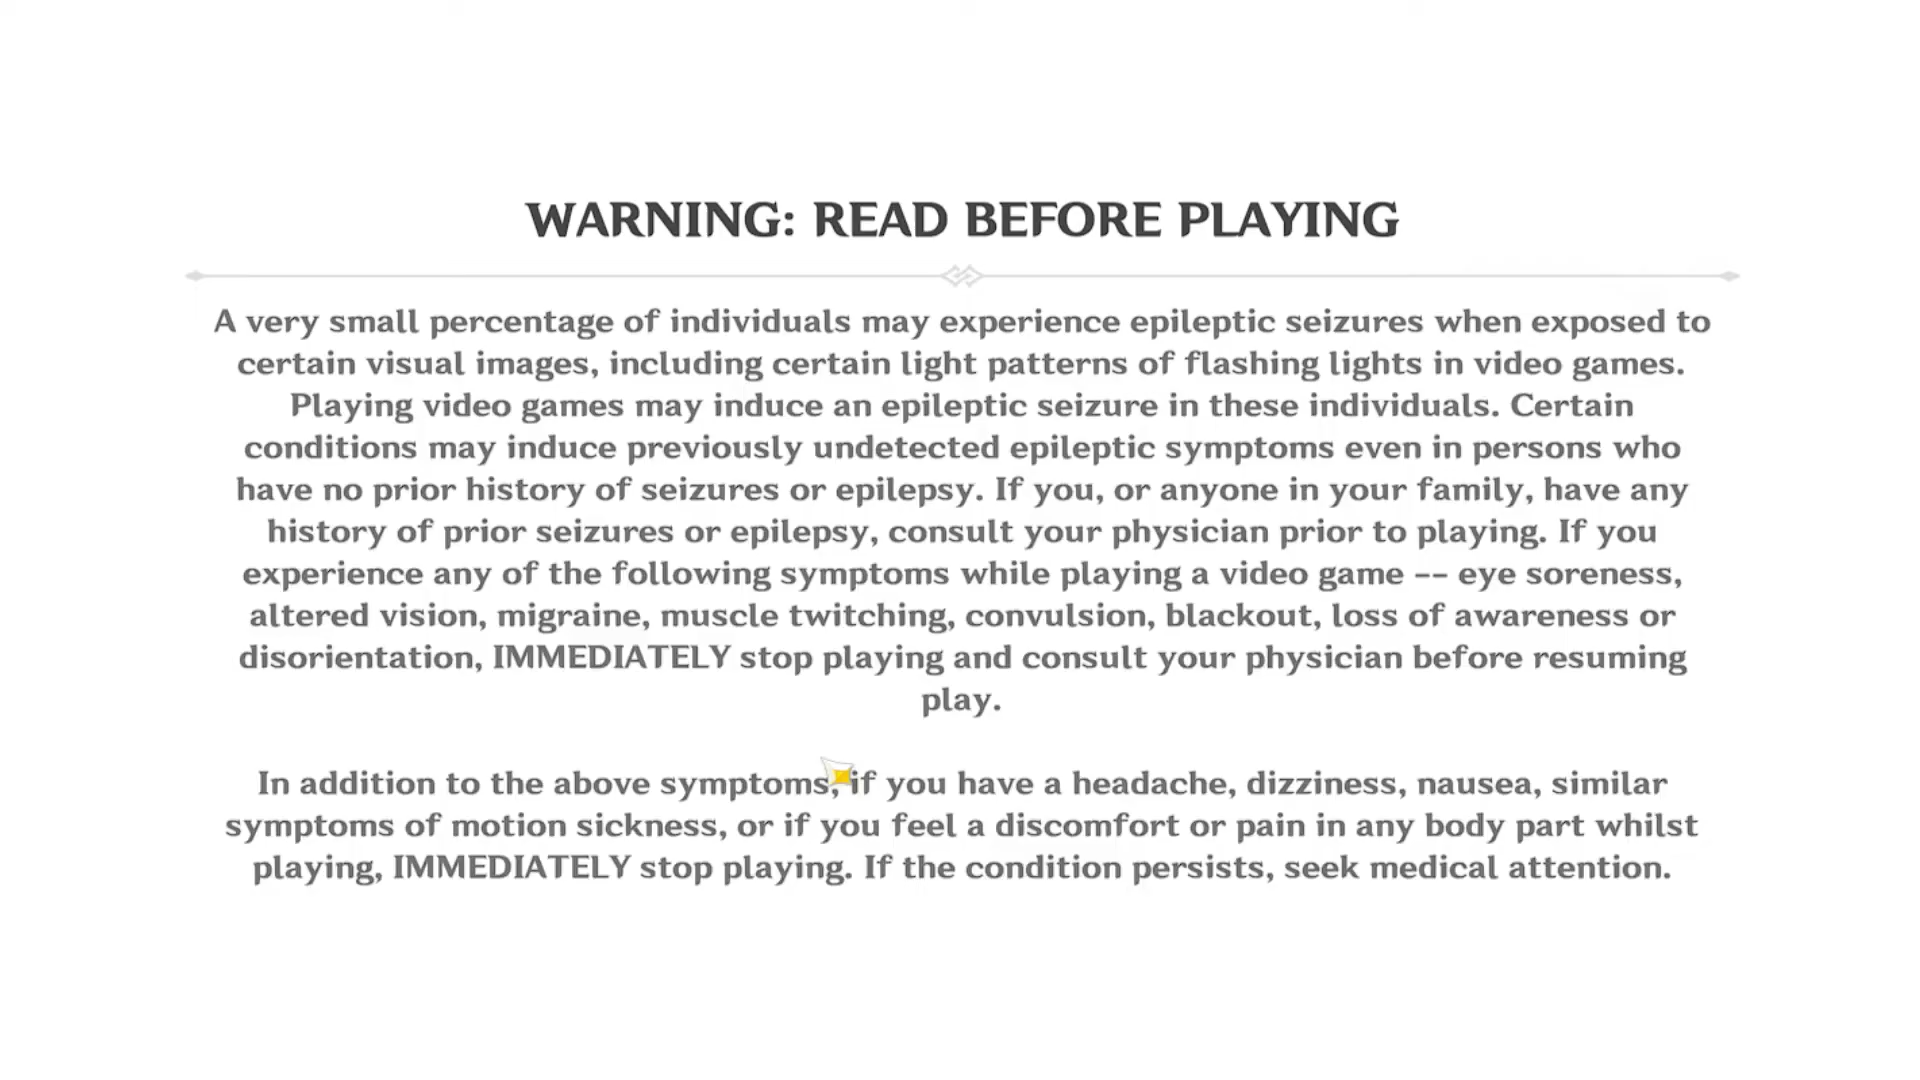 WARNING: READ BEFORE PLAYING
A very small percentage of individuals may experience epileptic seizures when exposed to
certain visual images, including certain light patterns of flashing lights in video games.
Playing video games may induce an epileptic seizure in these individuals. Certain
conditions may induce previously undetected epileptic symptoms even in persons who
have no prior history of seizures or epilepsy. If you, or anyone in your family, have any
history of prior seizures or epilepsy, consult your physician prior to playing. If you
experience any of the following symptoms while playing a video game -- eye soreness,
altered vision, migraine, muscle twitching, convulsion, blackout, loss of awareness or
disorientation, IMMEDIATELY stop playing and consult your physician before resuming
play.
In addition to the above symptoms, if you have a headache, dizziness, nausea, similar
symptoms of motion sickness, or if you feel a discomfort or pain in any body part whilst
playing, IMMEDIATELY stop playing. If the condition persists, seek medical attention.